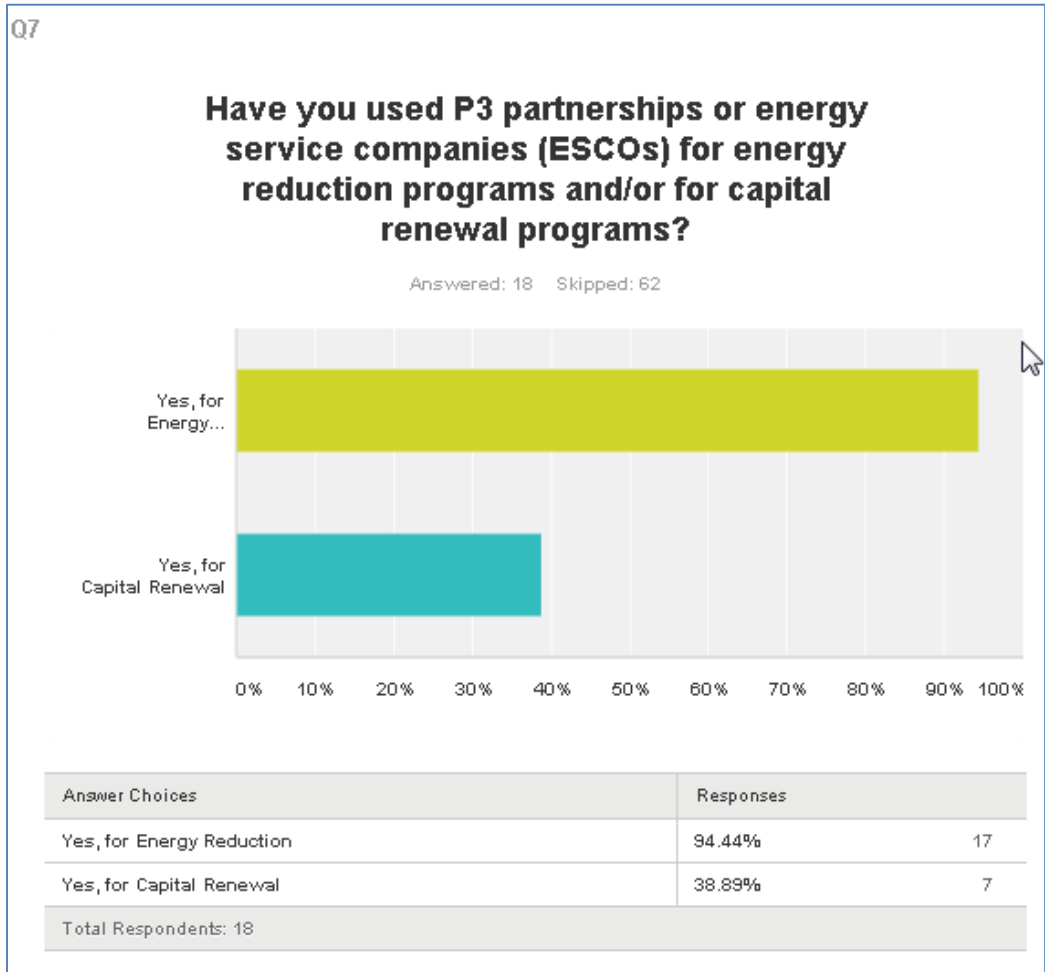 Q7
Have you used P3 partnerships or energy
service companies (ESCOs) for energy
reduction programs and/or for capital
renewal programs?
Answered: 18 Skipped: 62
Yes, for
Energy...
Yes, for
Capital Renewal
0% 10% 20% 30% 40% 50% 60% 70% 80% 90% 100%
Answer Choices Responses
Yes, for Energy Reduction 94.44% 17
Yes, for Capital Renewal 38.89% 7
Total Respondents: 18